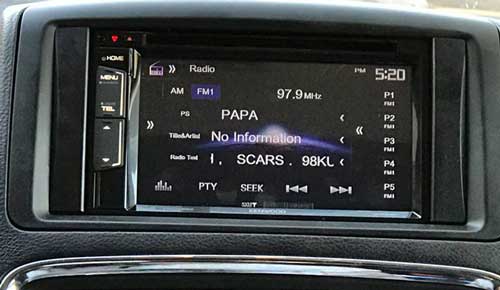 HOME
Radio
PM 5:20
MENU
AM FM1 97.9 MHz
P1
FM1
TEL
PS PAPA
P2
FM1
Title&Artist No Information
P3
FM1
Radio Text SCARS . 98KU
P4
FM1
PTY SEEK
P5
FM1
KENWOOD